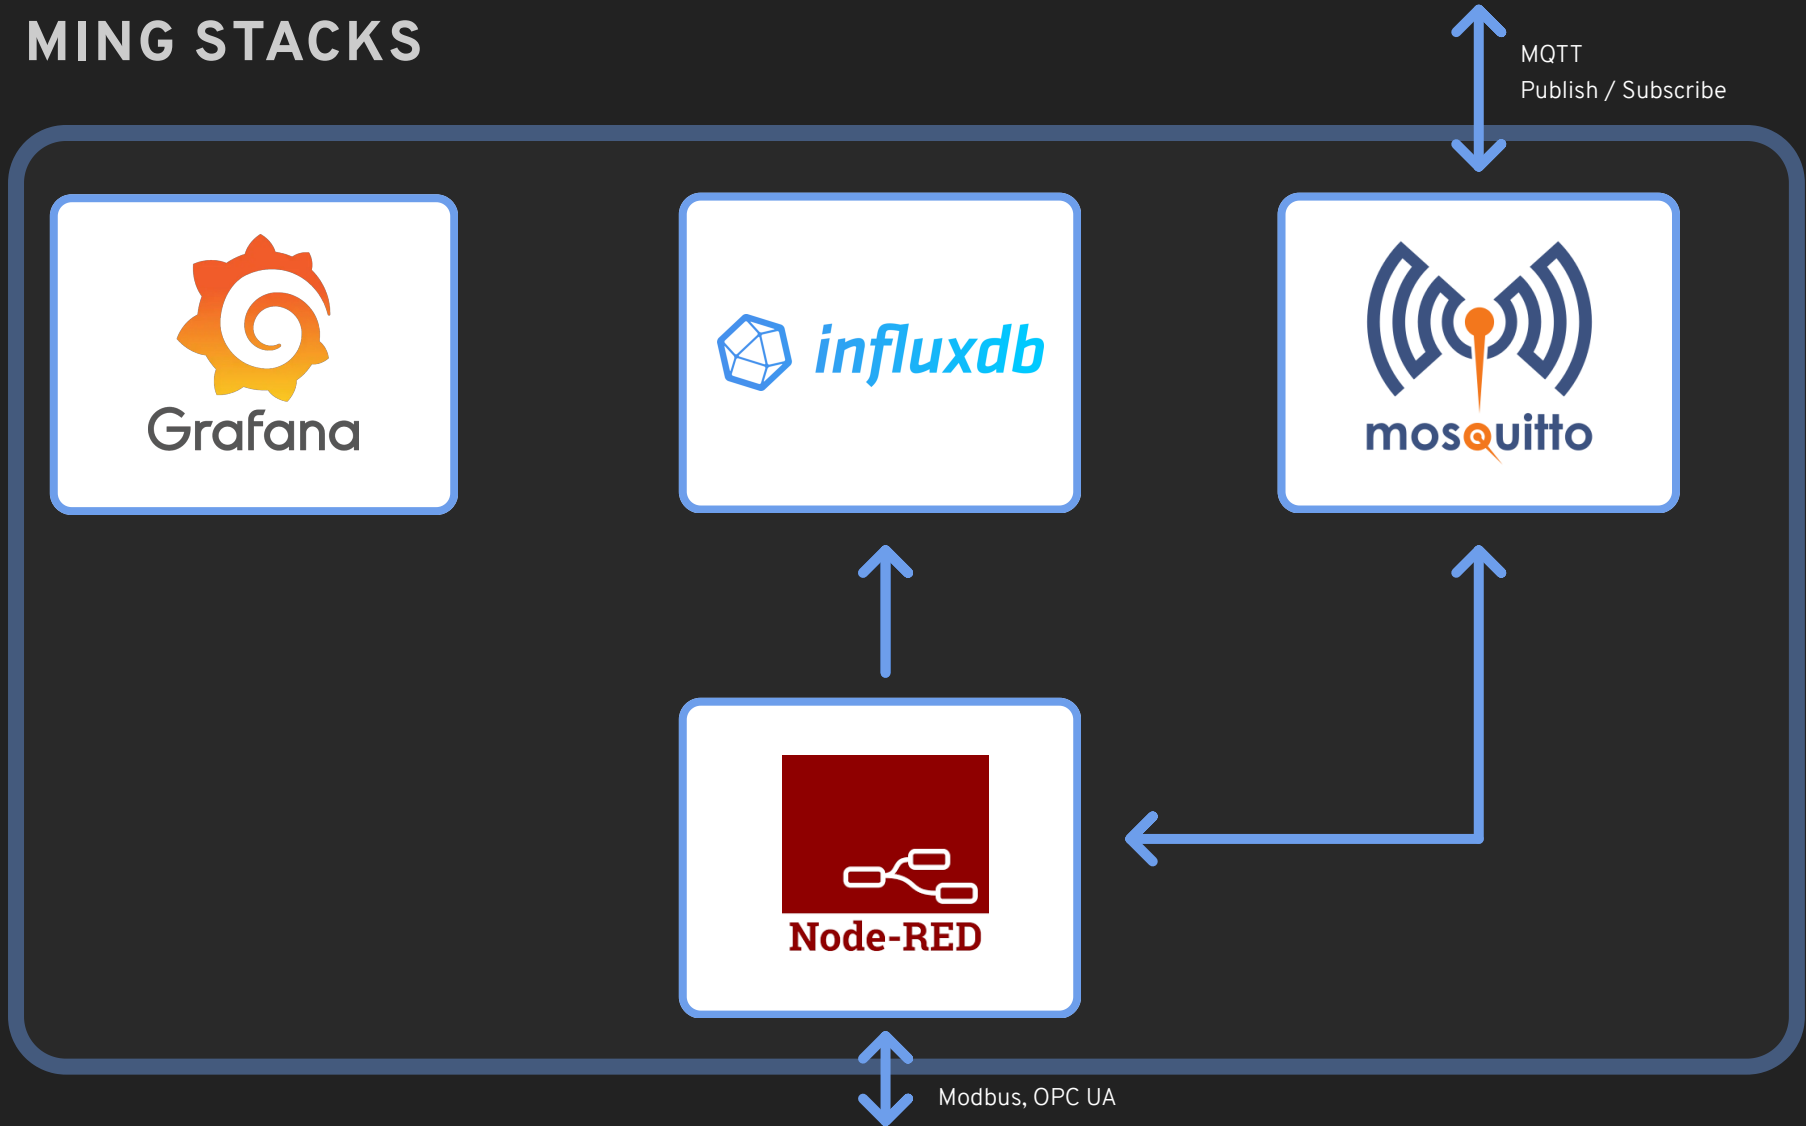 MING STACKS
MQTT
Publish / Subscribe
Grafana
influxdb
mosquitto
Node-RED
Modbus, OPC UA